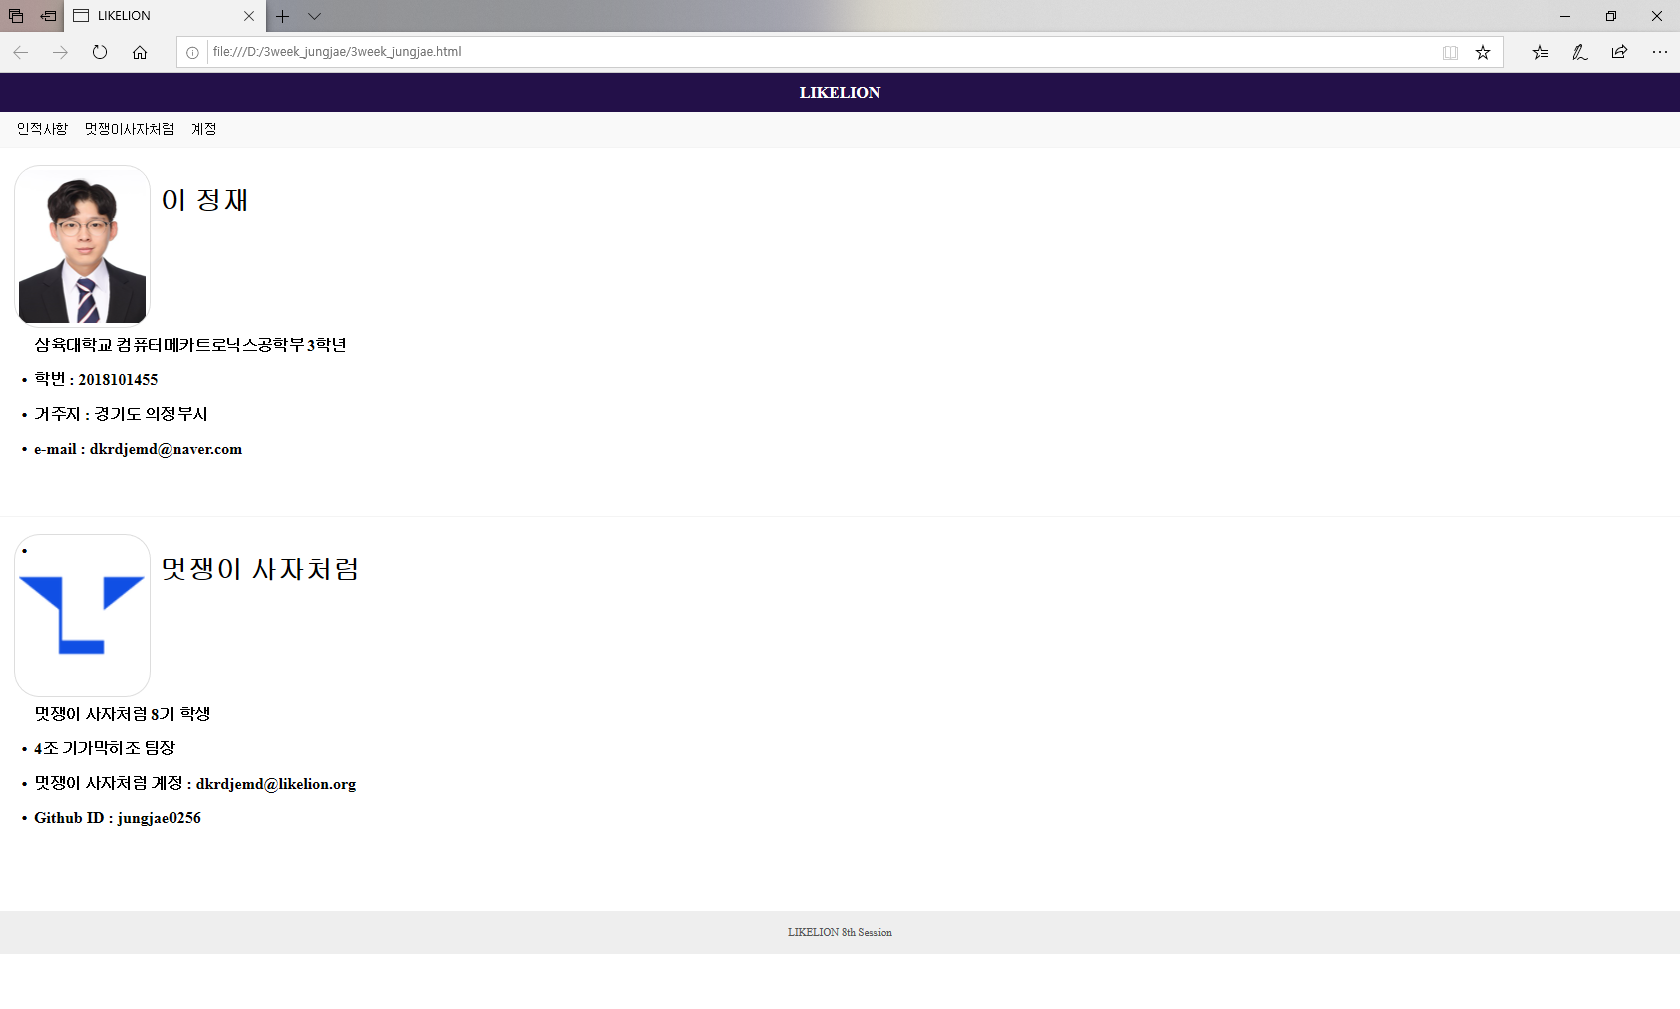 LIKELION
file:///D:/3week_jungjae/3week_jungjae.html
LIKELION
인적사항 멋쟁이사자처럼 계정
이 정재
삼육대학교 컴퓨터메카트로닉스공학부 3학년
• 학번 : 2018101455
• 거주지 : 경기도 의정부시
• e-mail : dkrdjemd@naver.com
멋쟁이 사자처럼
멋쟁이 사자처럼 8기 학생
• 4조 기가막히조 팀장
• 멋쟁이 사자처럼 계정 : dkrdjemd@likelion.org
• Github ID : jungjae0256
LIKELION 8th Session